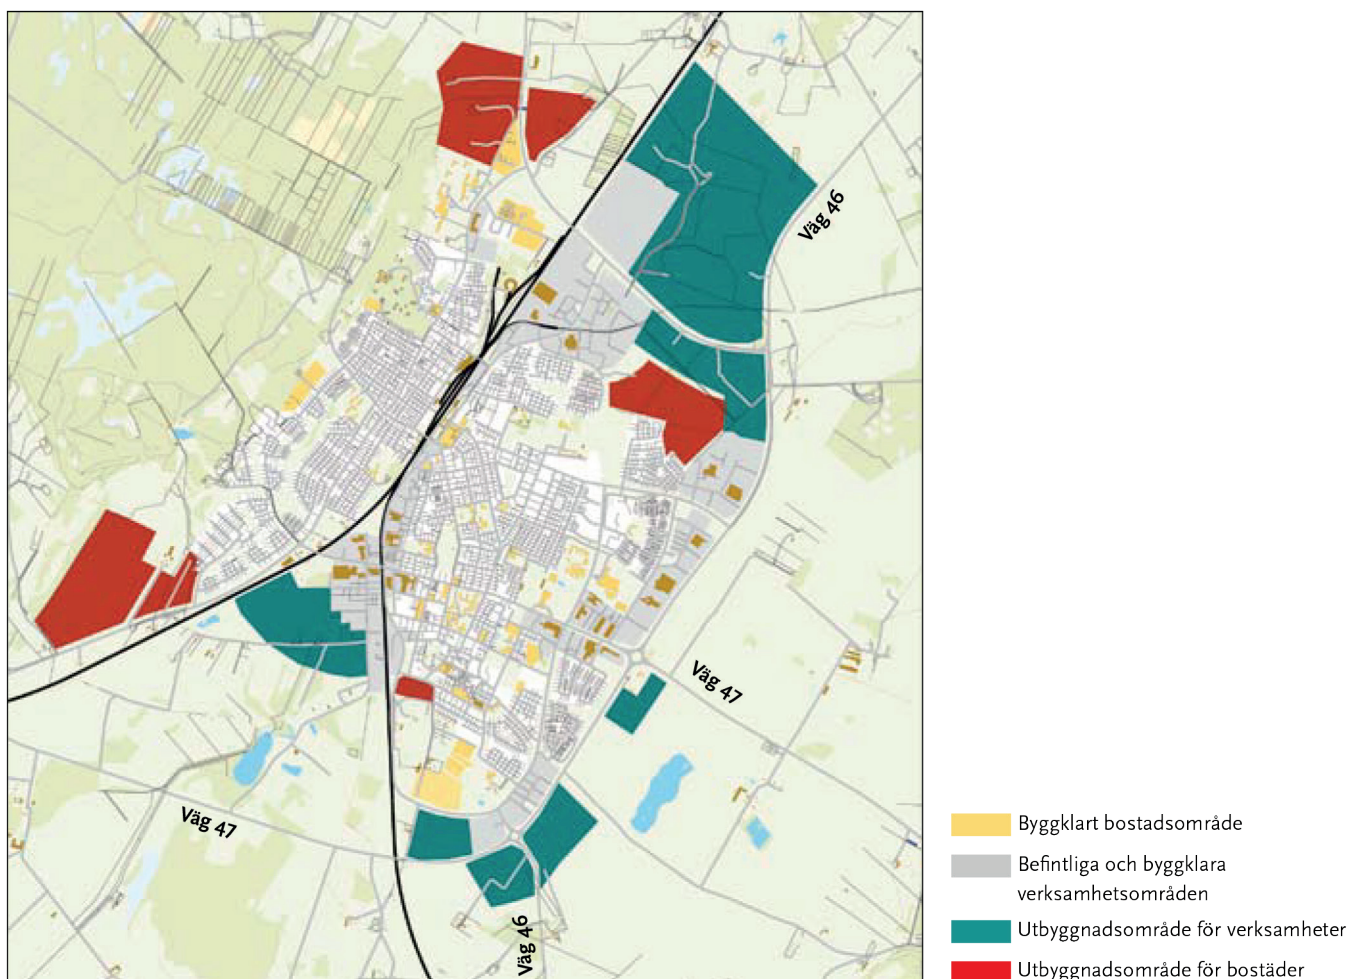 Väg 46
Väg 47
Väg 47
Väg 46
Byggklart bostadsområde
Befintliga och byggklara
verksamhetsområden
Utbyggnadsområde för verksamheter
Utbyggnadsområde för bostäder